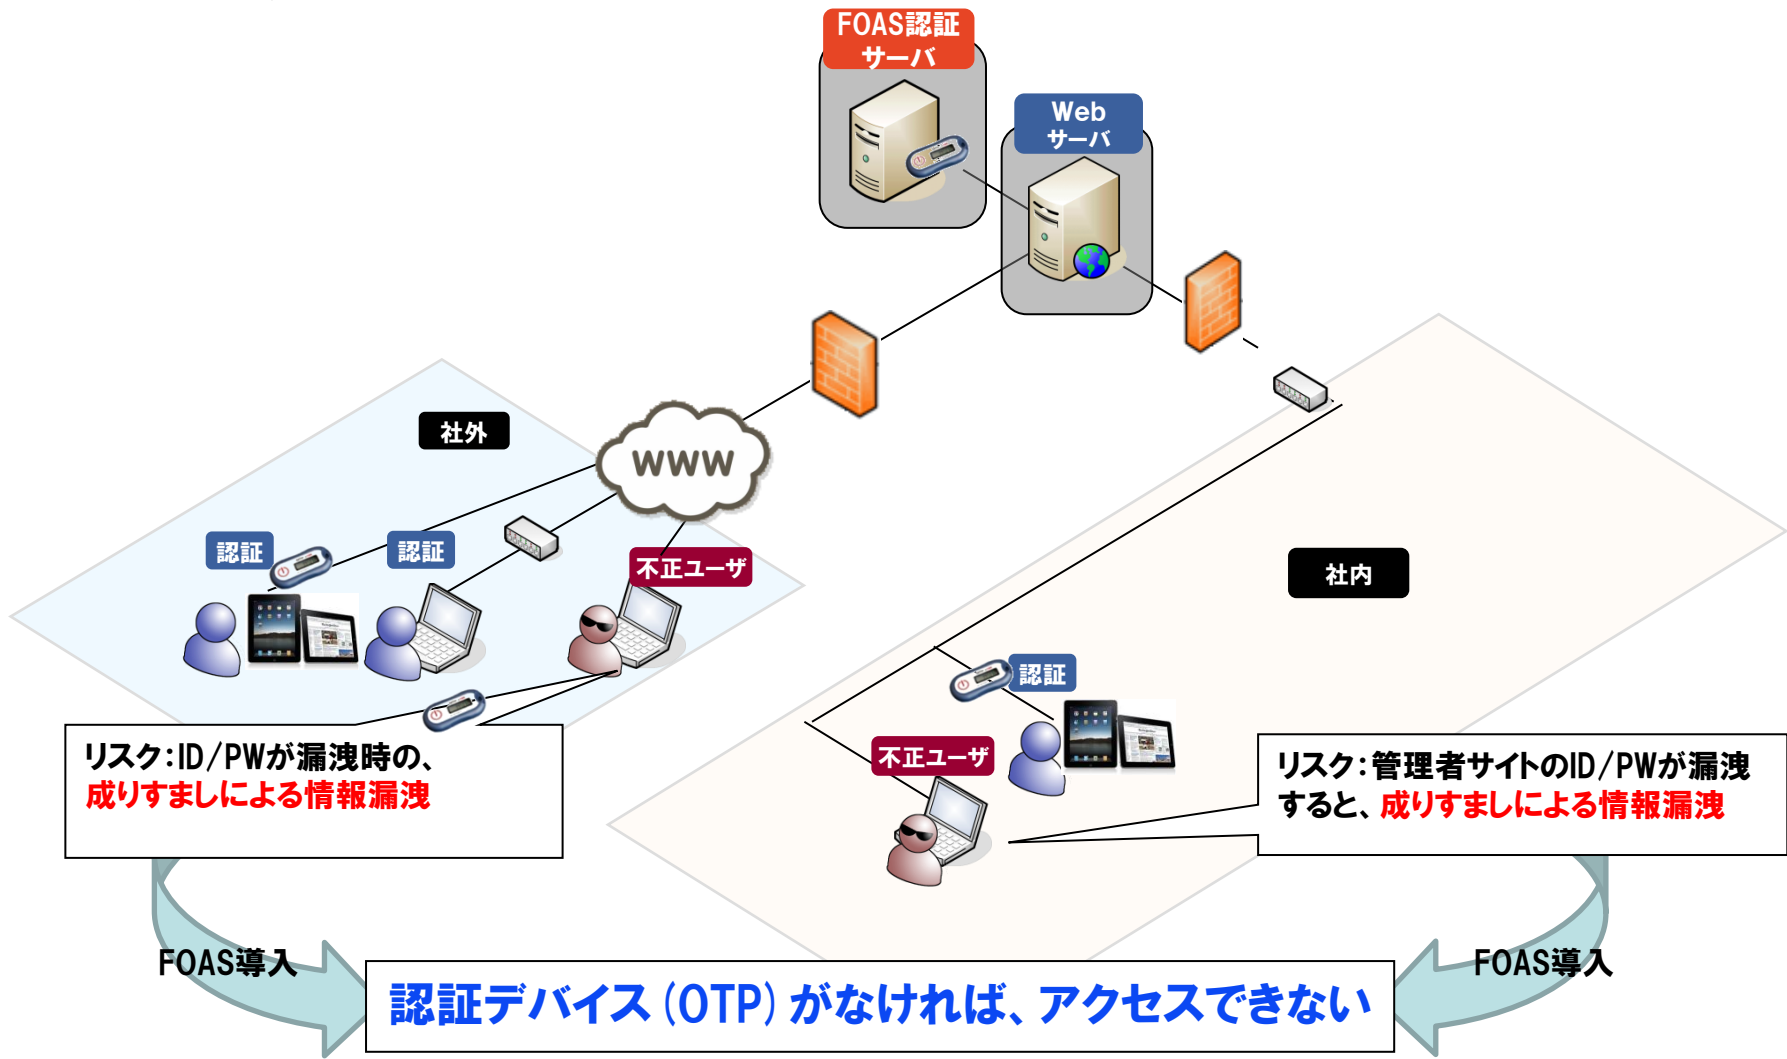 FOAS認証
サーバ
Web
サーバ
社外
WWW
認証
認証
不正ユーザ
社内
認証
不正ユーザ
リスク：ID/PWが漏洩時の、
成りすましによる情報漏洩
リスク：管理者サイトのID/PWが漏洩
すると、成りすましによる情報漏洩
FOAS導入
FOAS導入
認証デバイス(OTP)がなければ、アクセスできない